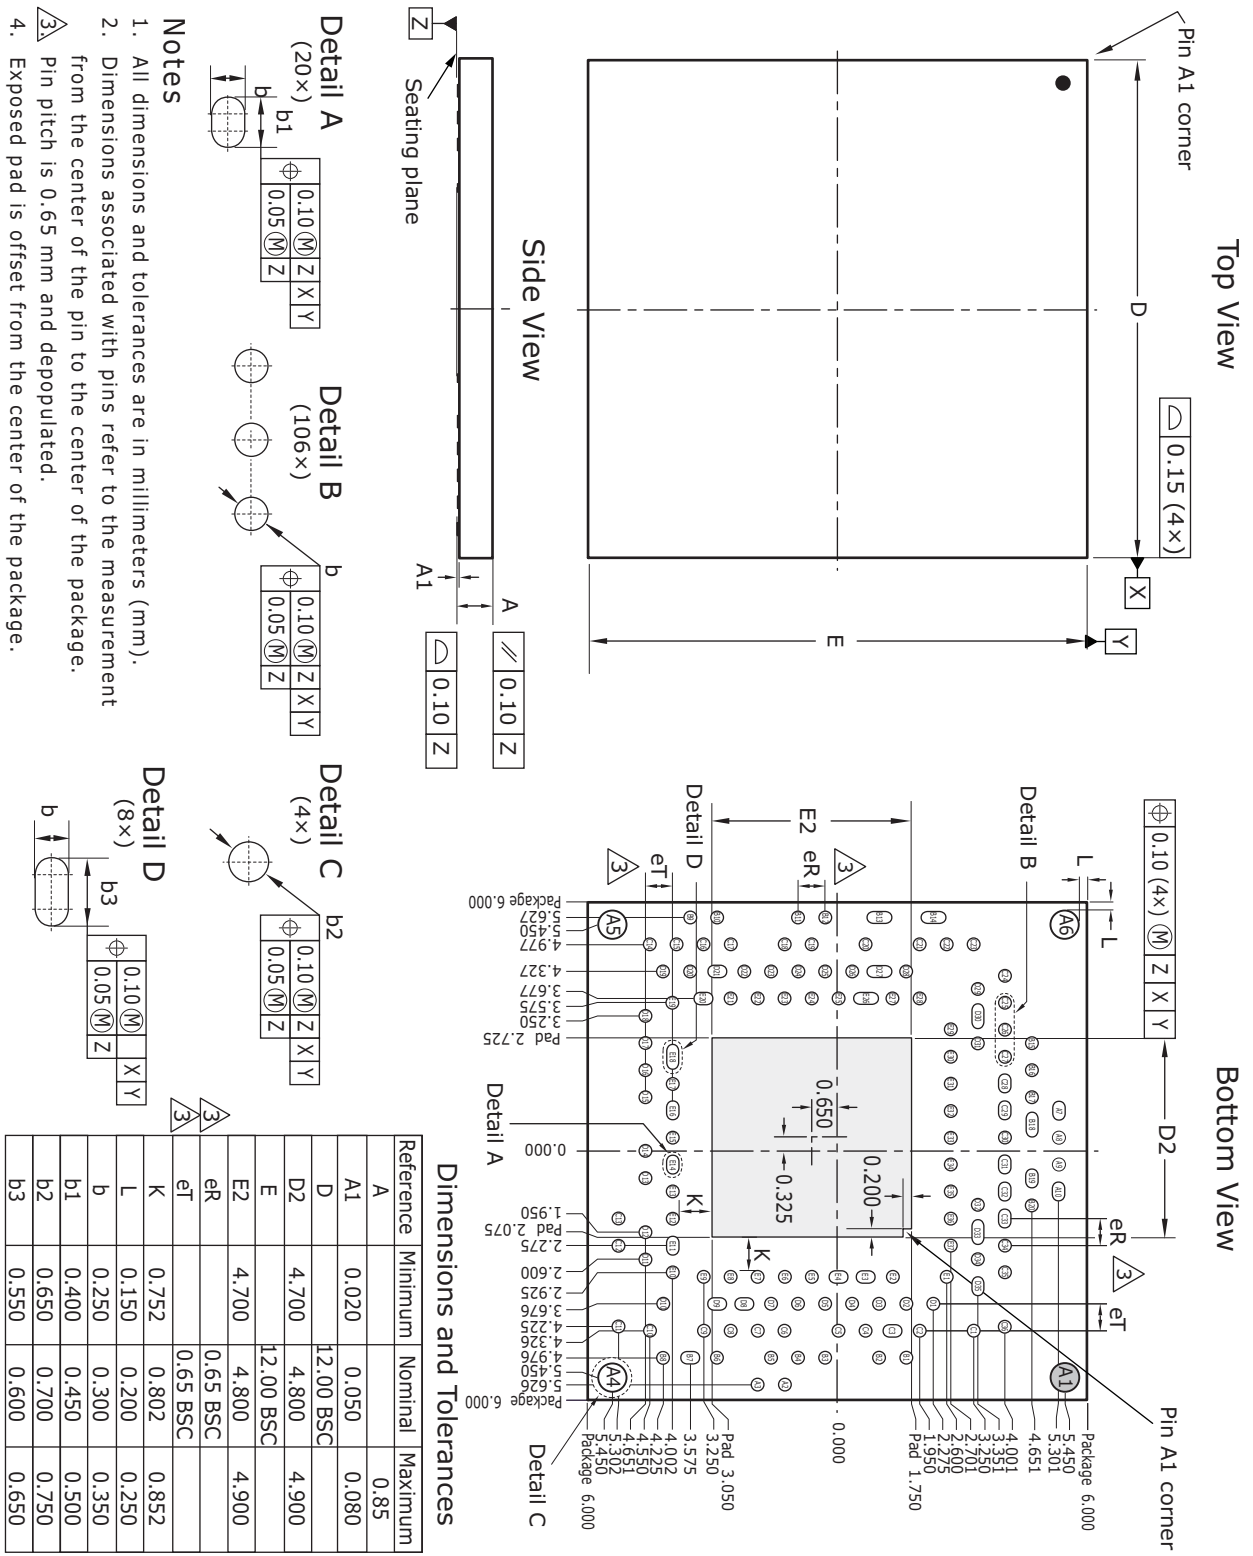 Top View
Pin A1 corner
D
⌓ 0.15 (4×)
X
Y
E
Side View
Z
Seating plane
A1
A
// 0.10 Z
⌓ 0.10 Z
Bottom View
⌖ 0.10 (4×) Ⓜ Z X Y
D2
eR
3
eT
Pin A1 corner
L
L
Detail B
A6
A1
A5
A4
3
eR
E2
Detail D
eT
3
0.650
0.325
0.200
K
K
Detail A
Detail C
Package 6.000
5.627
5.450
4.977
4.327
3.677
3.575
3.250
Pad 2.725
0.000
1.950
Pad 2.075
2.275
2.600
2.925
3.676
4.225
4.326
4.976
5.450
5.626
Package 6.000
Package 6.000
5.450
5.301
4.651
4.001
3.351
3.250
2.701
2.600
2.275
1.950
Pad 1.750
0.000
Pad 3.050
3.250
3.575
4.002
4.225
4.550
4.651
5.302
5.450
Package 6.000
Detail A
(20×)
b
b1
⌖ 0.10 Ⓜ Z X Y
0.05 Ⓜ Z
Detail B
(106×)
b
⌖ 0.10 Ⓜ Z X Y
0.05 Ⓜ Z
Detail C
(4×)
b2
⌖ 0.10 Ⓜ Z X Y
0.05 Ⓜ Z
Detail D
(8×)
b
b3
⌖ 0.10 Ⓜ X Y
0.05 Ⓜ Z
Notes
1. All dimensions and tolerances are in millimeters (mm).
2. Dimensions associated with pins refer to the measurement
from the center of the pin to the center of the package.
3. Pin pitch is 0.65 mm and depopulated.
4. Exposed pad is offset from the center of the package.
Dimensions and Tolerances
Reference Minimum Nominal Maximum
A 0.85
A1 0.020 0.050 0.080
D 12.00 BSC
D2 4.700 4.800 4.900
E 12.00 BSC
E2 4.700 4.800 4.900
3 eR 0.65 BSC
3 eT 0.65 BSC
K 0.752 0.802 0.852
L 0.150 0.200 0.250
b 0.250 0.300 0.350
b1 0.400 0.450 0.500
b2 0.650 0.700 0.750
b3 0.550 0.600 0.650